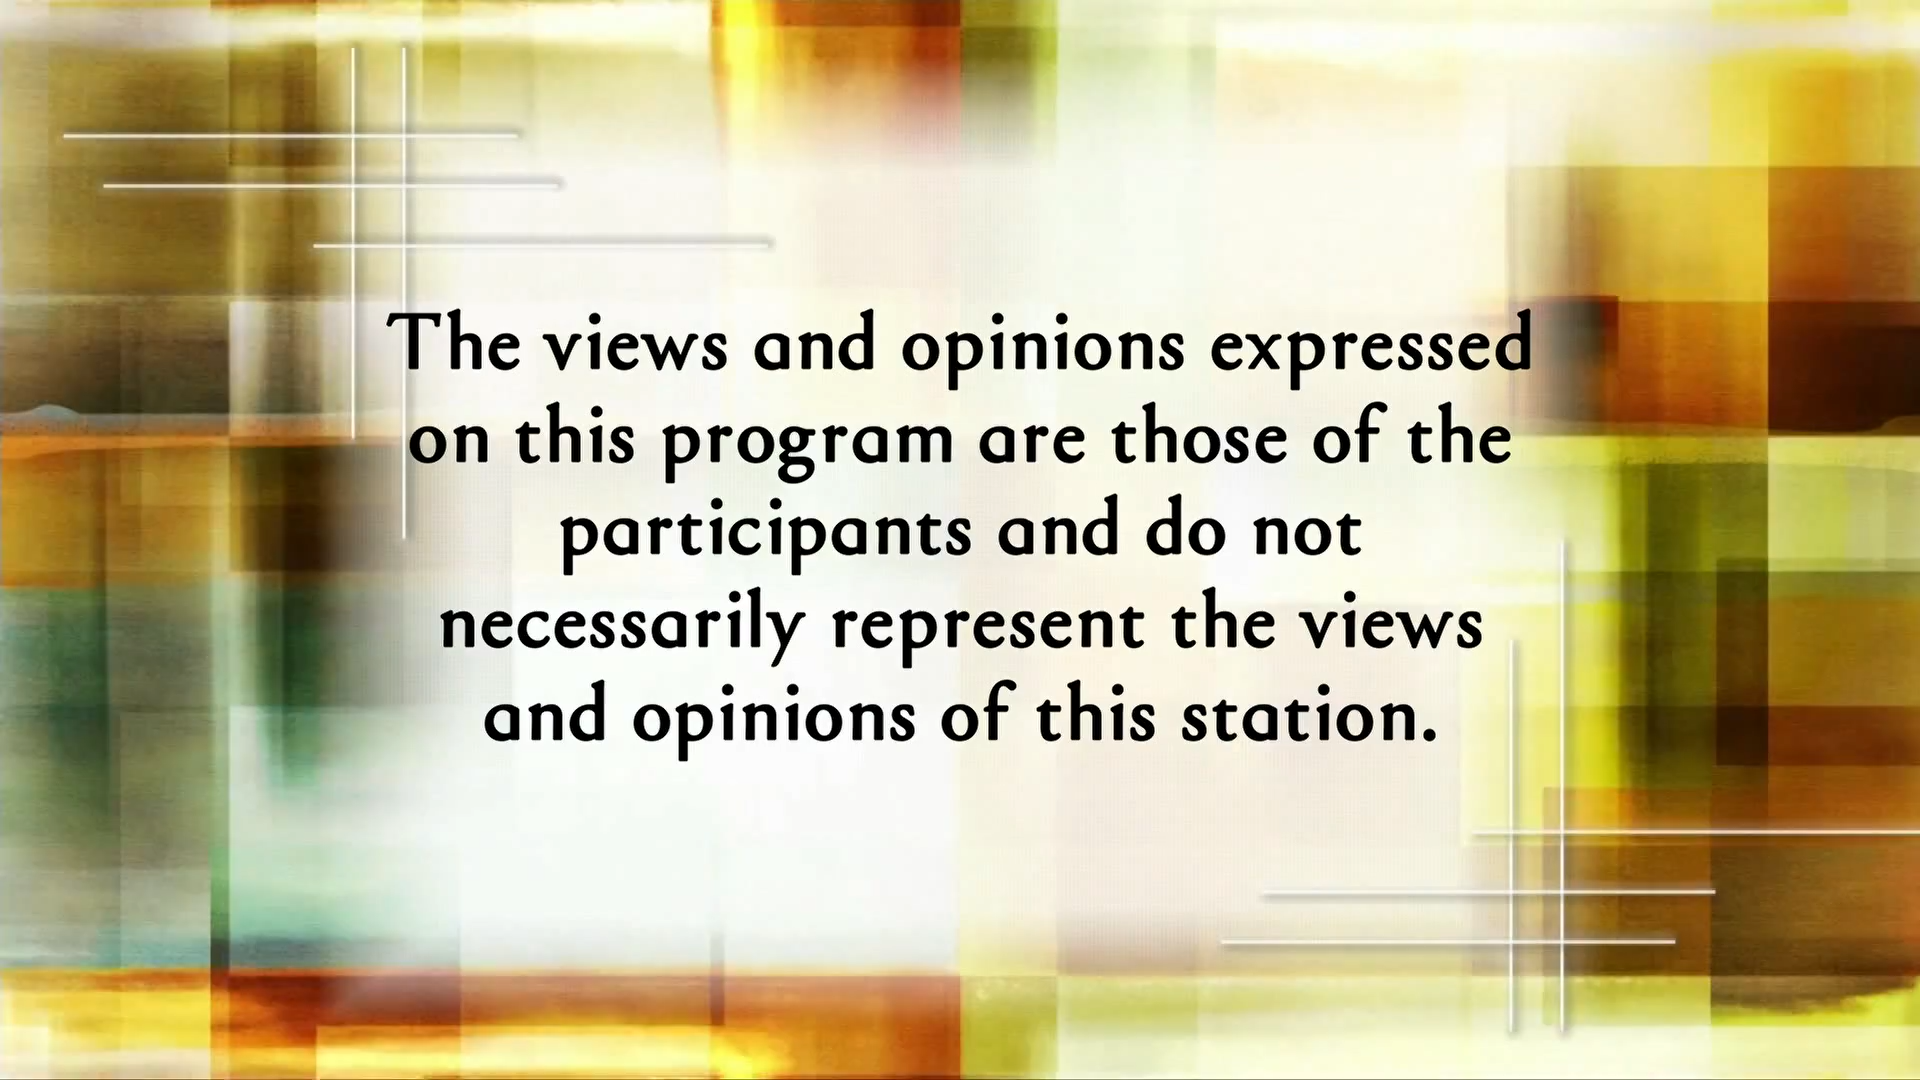 The views and opinions expressed
on this program are those of the
participants and do not
necessarily represent the views
and opinions of this station.